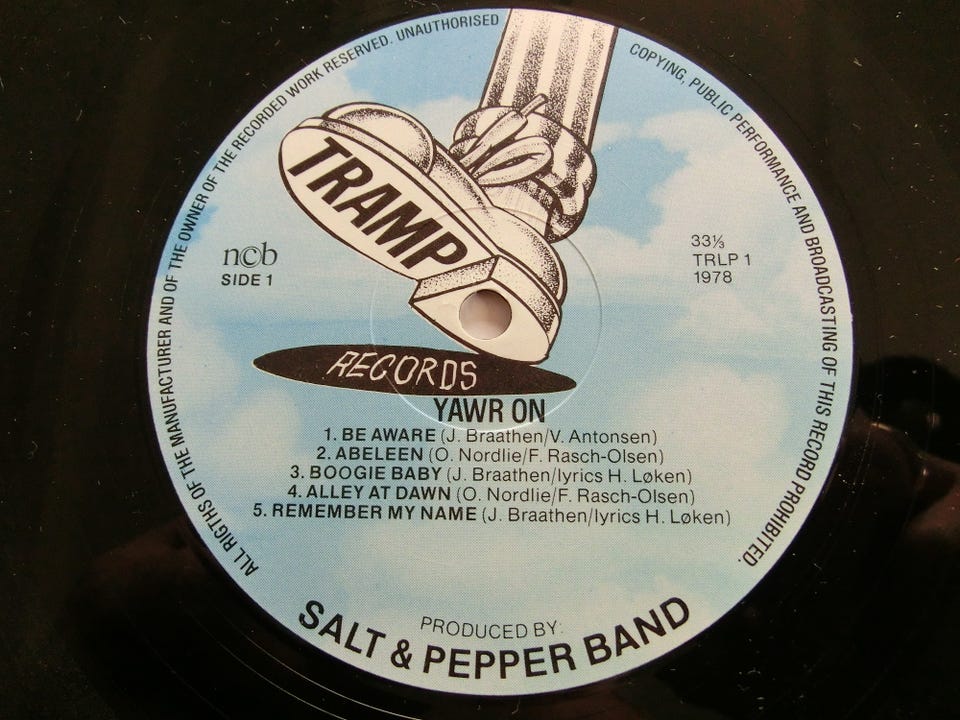 ALL RIGTHS OF THE MANUFACTURER AND OF THE OWNER OF THE RECORDED WORK RESERVED. UNAUTHORISED COPYING, PUBLIC PERFORMANCE AND BROADCASTING OF THIS RECORD PROHIBITED.
TRAMP
RECORDS
n©b
SIDE 1
33⅓
TRLP 1
1978
YAWR ON
1. BE AWARE (J. Braathen/V. Antonsen)
2. ABELEEN (O. Nordlie/F. Rasch-Olsen)
3. BOOGIE BABY (J. Braathen/lyrics H. Løken)
4. ALLEY AT DAWN (O. Nordlie/F. Rasch-Olsen)
5. REMEMBER MY NAME (J. Braathen/lyrics H. Løken)
PRODUCED BY:
SALT & PEPPER BAND